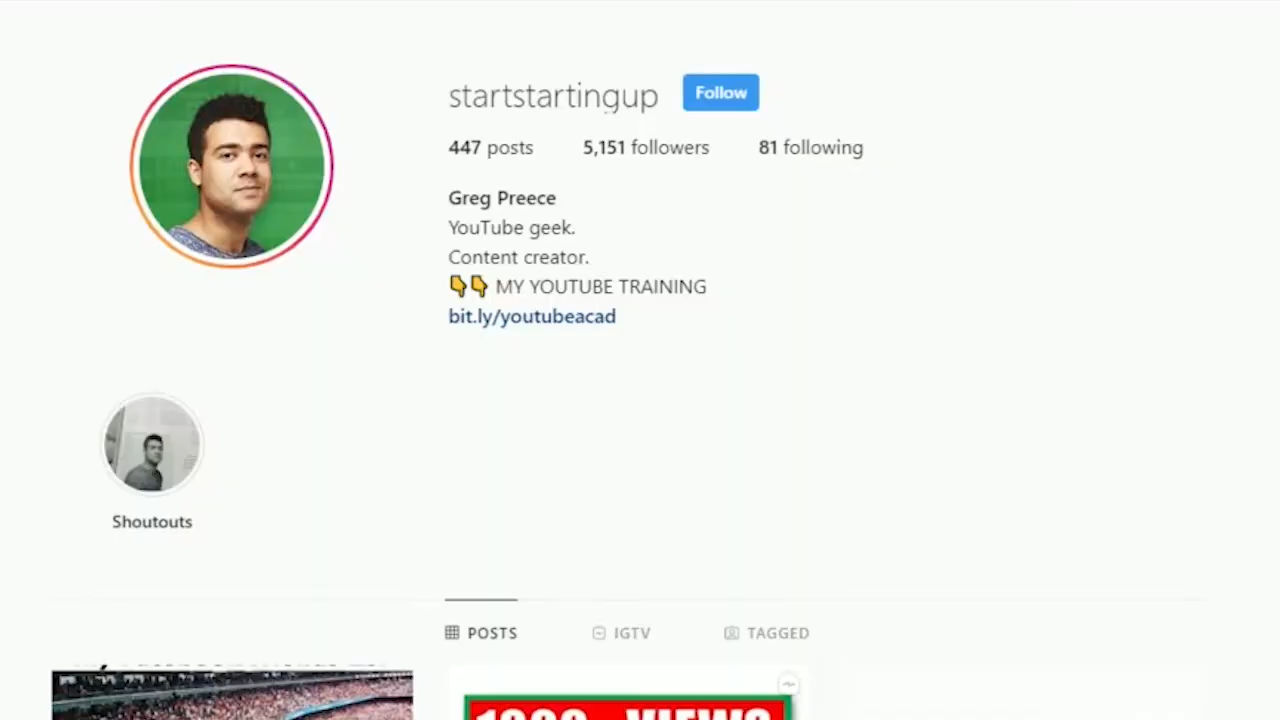 startstartingup Follow
447 posts 5,151 followers 81 following
Greg Preece
YouTube geek.
Content creator.
👇👇 MY YOUTUBE TRAINING
bit.ly/youtubeacad
Shoutouts
POSTS IGTV TAGGED
VIEWS